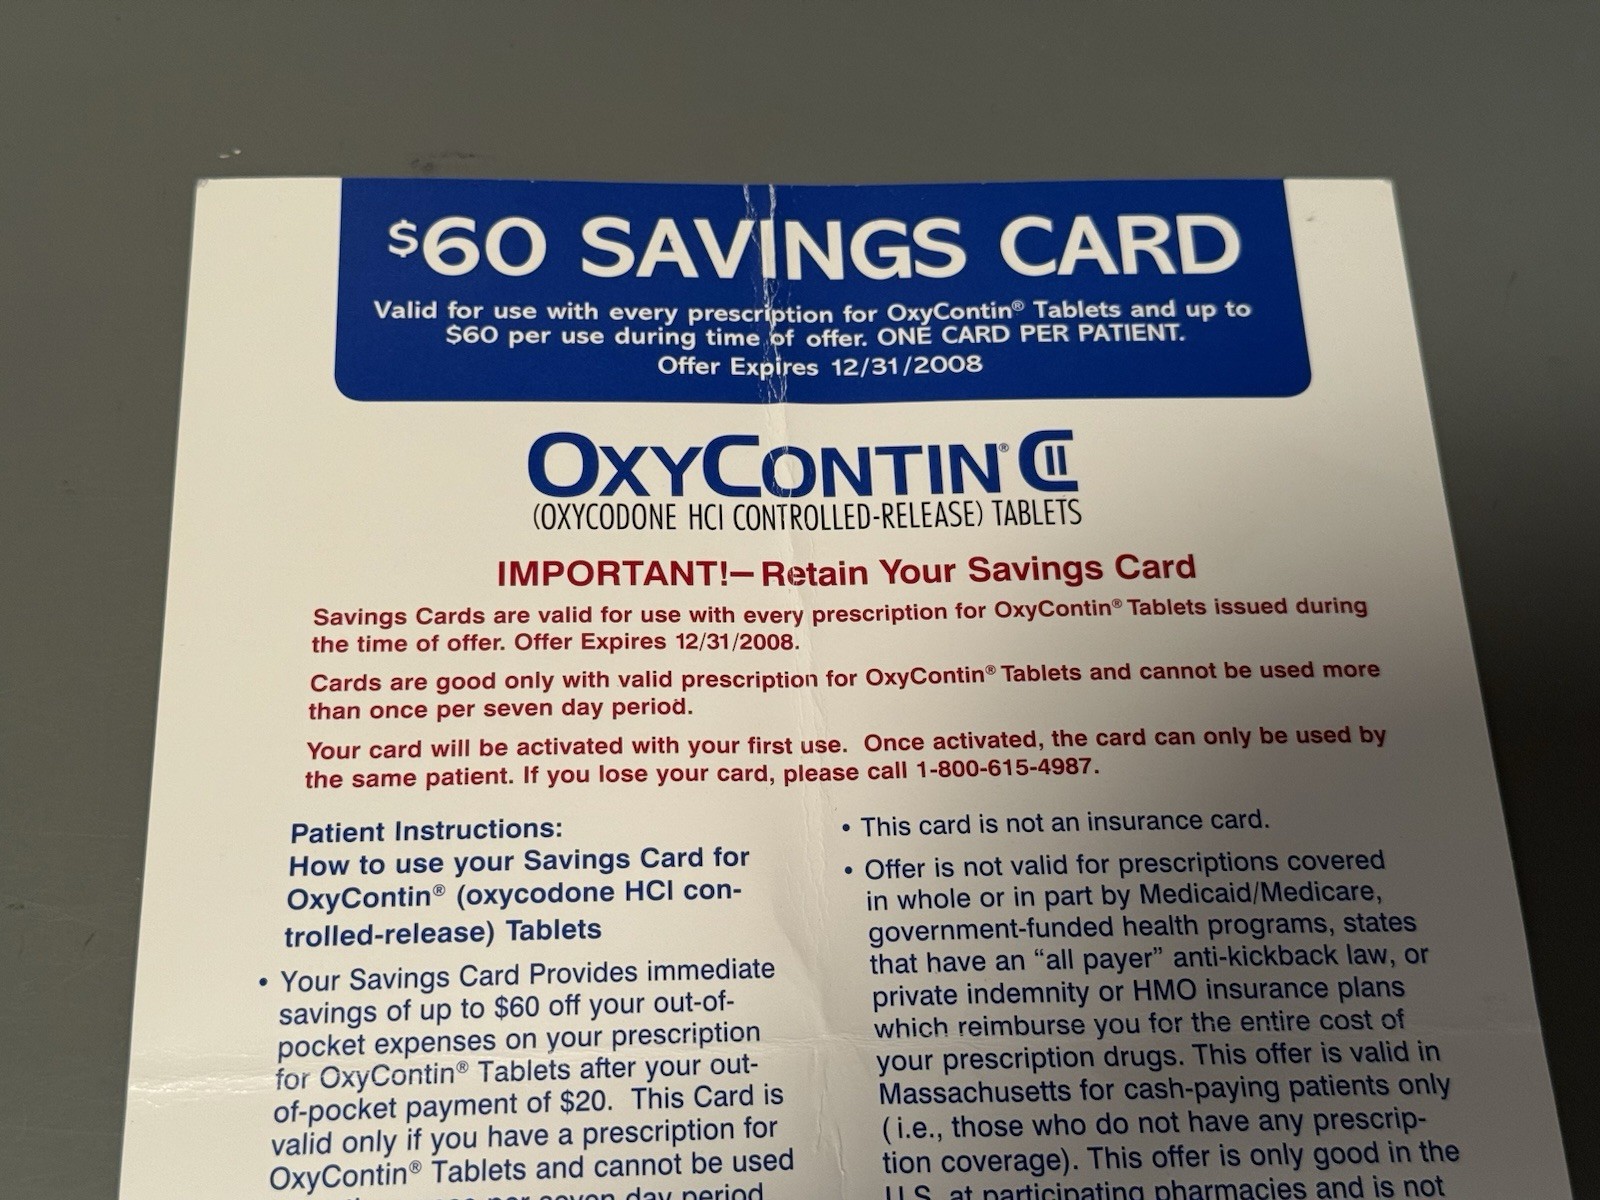 $60 SAVINGS CARD
Valid for use with every prescription for OxyContin® Tablets and up to
$60 per use during time of offer. ONE CARD PER PATIENT.
Offer Expires 12/31/2008
OXYCONTIN® CII
(OXYCODONE HCl CONTROLLED-RELEASE) TABLETS
IMPORTANT!—Retain Your Savings Card
Savings Cards are valid for use with every prescription for OxyContin® Tablets issued during
the time of offer. Offer Expires 12/31/2008.
Cards are good only with valid prescription for OxyContin® Tablets and cannot be used more
than once per seven day period.
Your card will be activated with your first use. Once activated, the card can only be used by
the same patient. If you lose your card, please call 1-800-615-4987.
Patient Instructions:
How to use your Savings Card for
OxyContin® (oxycodone HCl con-
trolled-release) Tablets
• Your Savings Card Provides immediate
savings of up to $60 off your out-of-
pocket expenses on your prescription
for OxyContin® Tablets after your out-
of-pocket payment of $20. This Card is
valid only if you have a prescription for
OxyContin® Tablets and cannot be used
per seven day period
• This card is not an insurance card.
• Offer is not valid for prescriptions covered
in whole or in part by Medicaid/Medicare,
government-funded health programs, states
that have an “all payer” anti-kickback law, or
private indemnity or HMO insurance plans
which reimburse you for the entire cost of
your prescription drugs. This offer is valid in
Massachusetts for cash-paying patients only
(i.e., those who do not have any prescrip-
tion coverage). This offer is only good in the
U.S. at participating pharmacies and is not